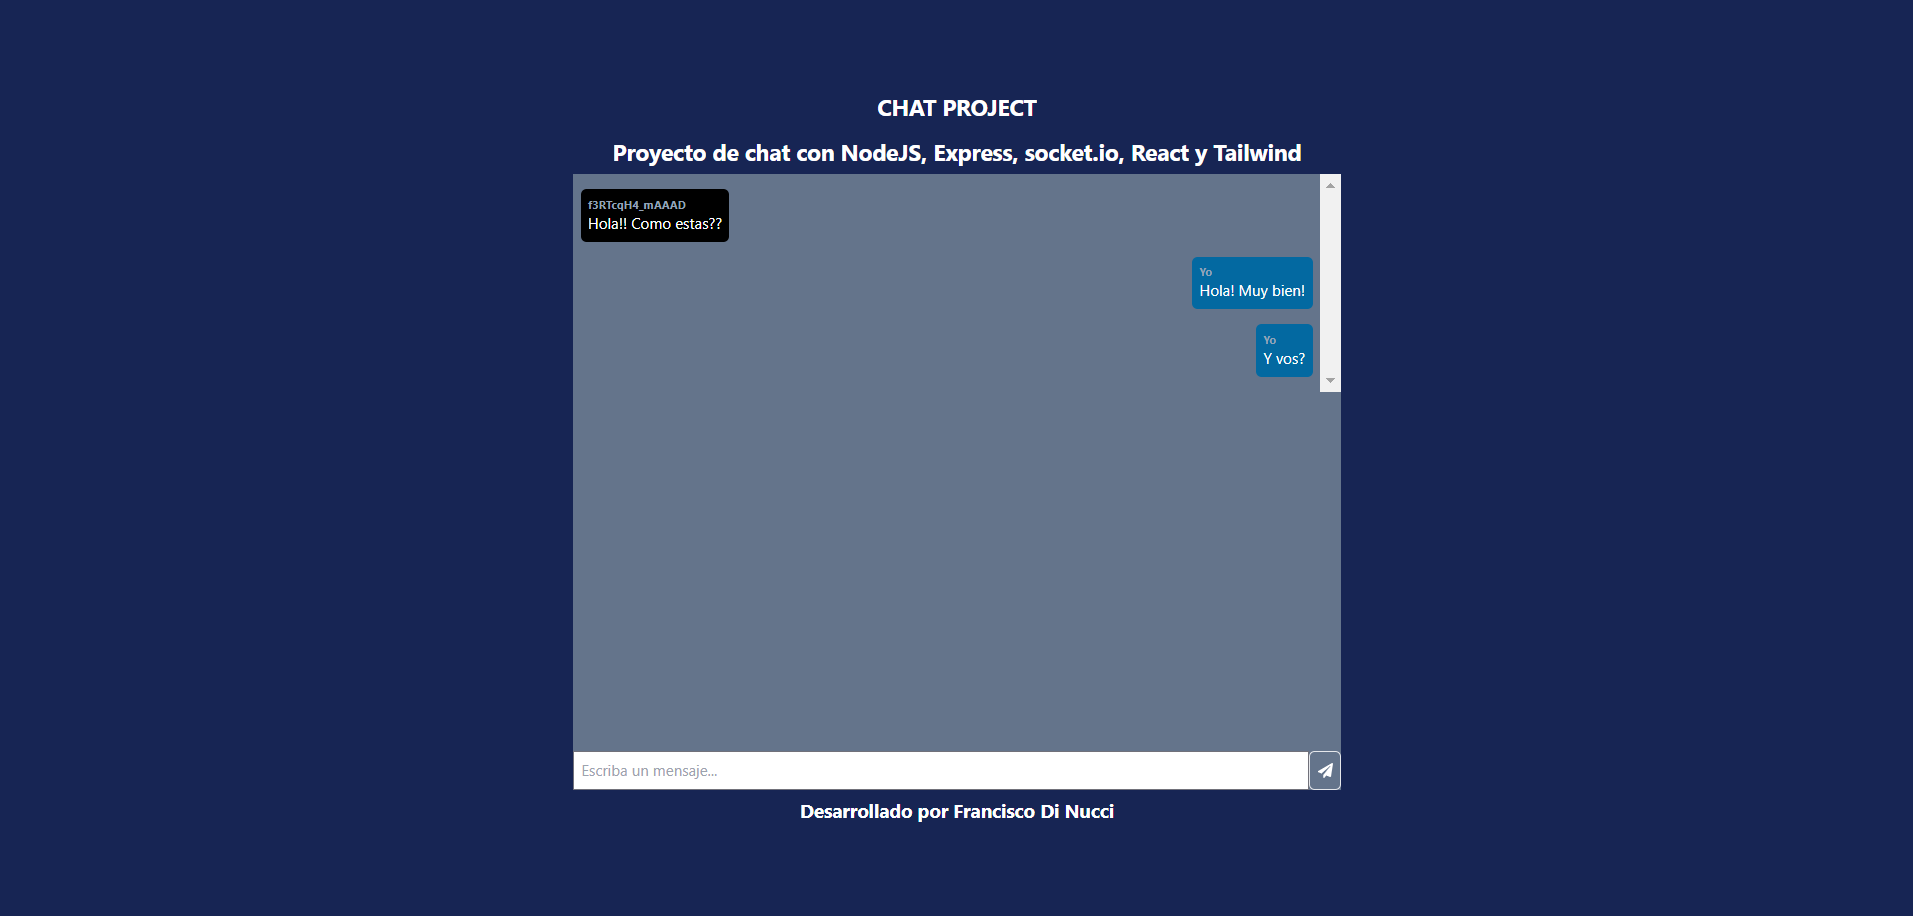 CHAT PROJECT
Proyecto de chat con NodeJS, Express, socket.io, React y Tailwind
f3RTcqH4_mAAAD
Hola!! Como estas??
Yo
Hola! Muy bien!
Yo
Y vos?
Escriba un mensaje...
Desarrollado por Francisco Di Nucci